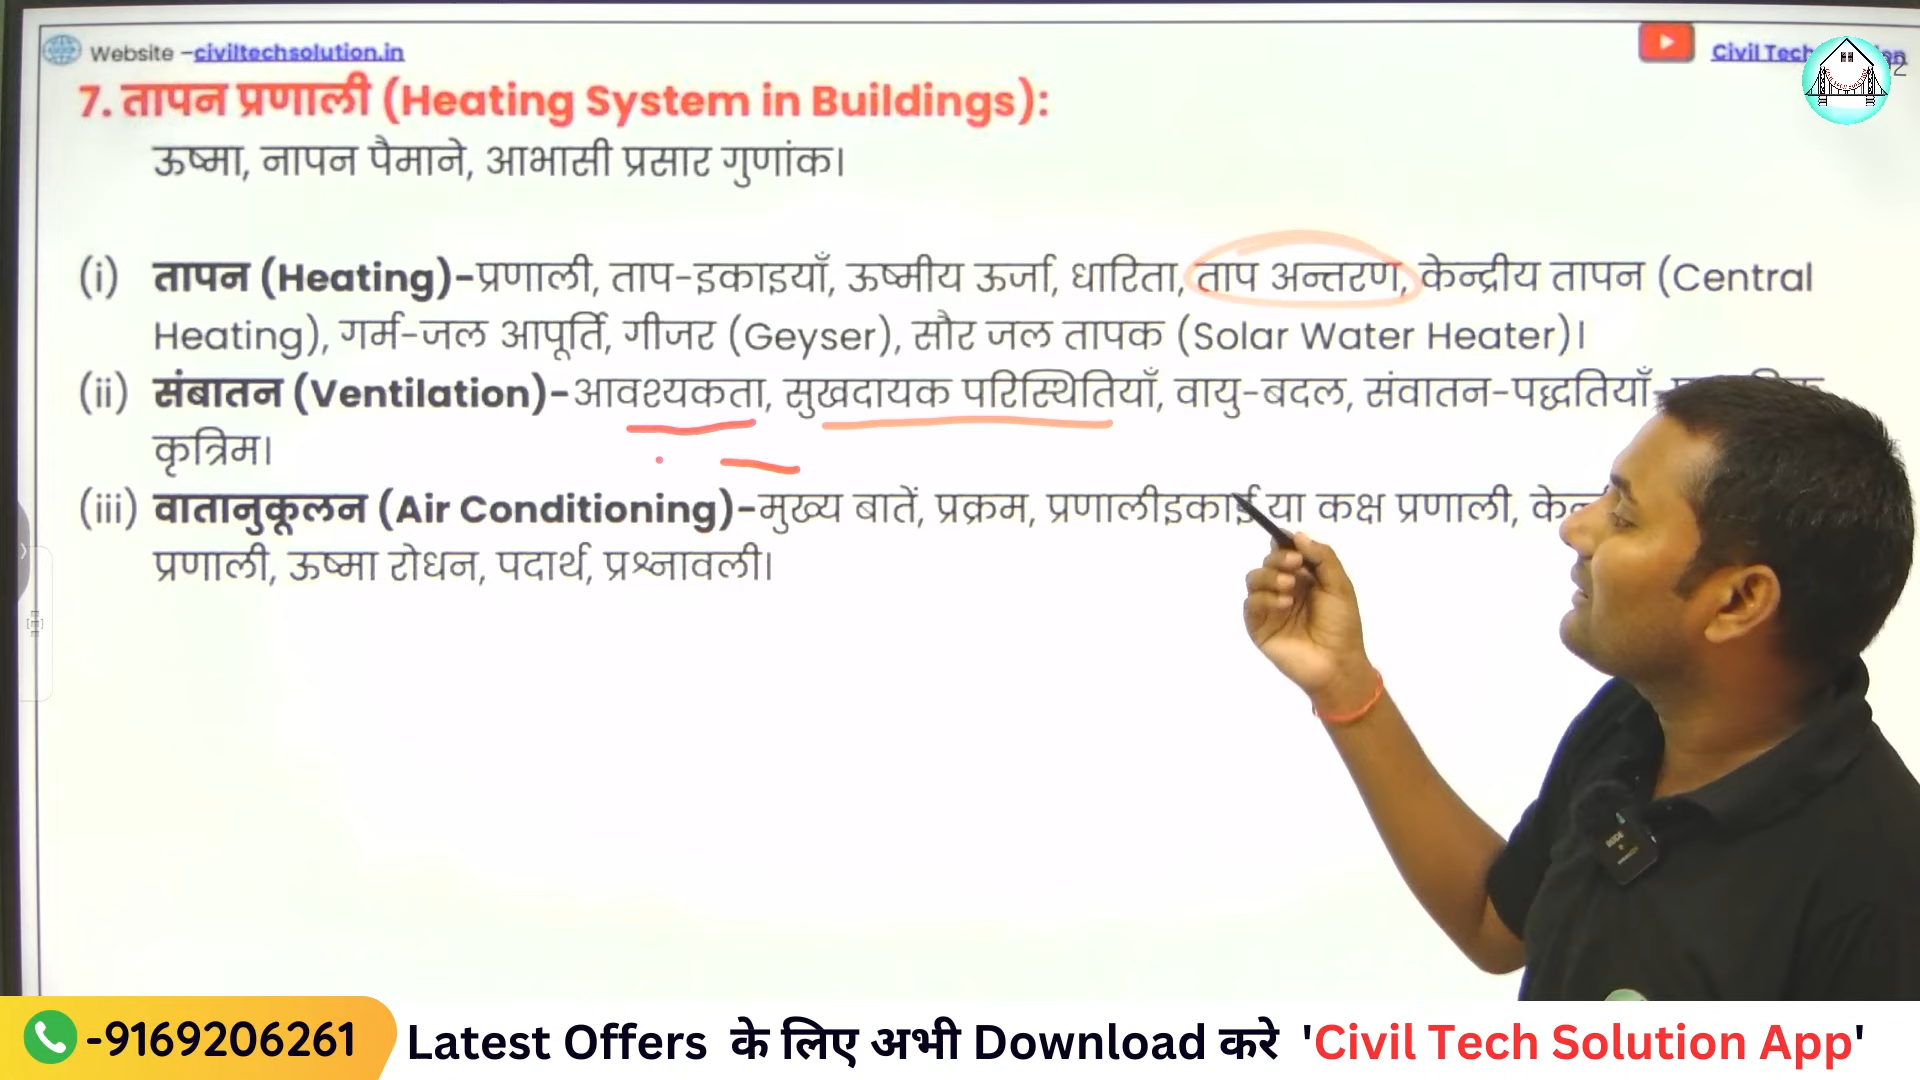 Website –civiltechsolution.in
Civil Tech
7. तापन प्रणाली (Heating System in Buildings):
ऊष्मा, नापन पैमाने, आभासी प्रसार गुणांक।
(i) तापन (Heating)-प्रणाली, ताप-इकाइयाँ, ऊष्मीय ऊर्जा, धारिता, ताप अन्तरण, केन्द्रीय तापन (Central
Heating), गर्म-जल आपूर्ति, गीजर (Geyser), सौर जल तापक (Solar Water Heater)।
(ii) संबातन (Ventilation)-आवश्यकता, सुखदायक परिस्थितियाँ, वायु-बदल, संवातन-पद्धतियाँ-
कृत्रिम।
(iii) वातानुकूलन (Air Conditioning)-मुख्य बातें, प्रक्रम, प्रणालीइकाई या कक्ष प्रणाली,
प्रणाली, ऊष्मा रोधन, पदार्थ, प्रश्नावली।
-9169206261 Latest Offers के लिए अभी Download करे 'Civil Tech Solution App'